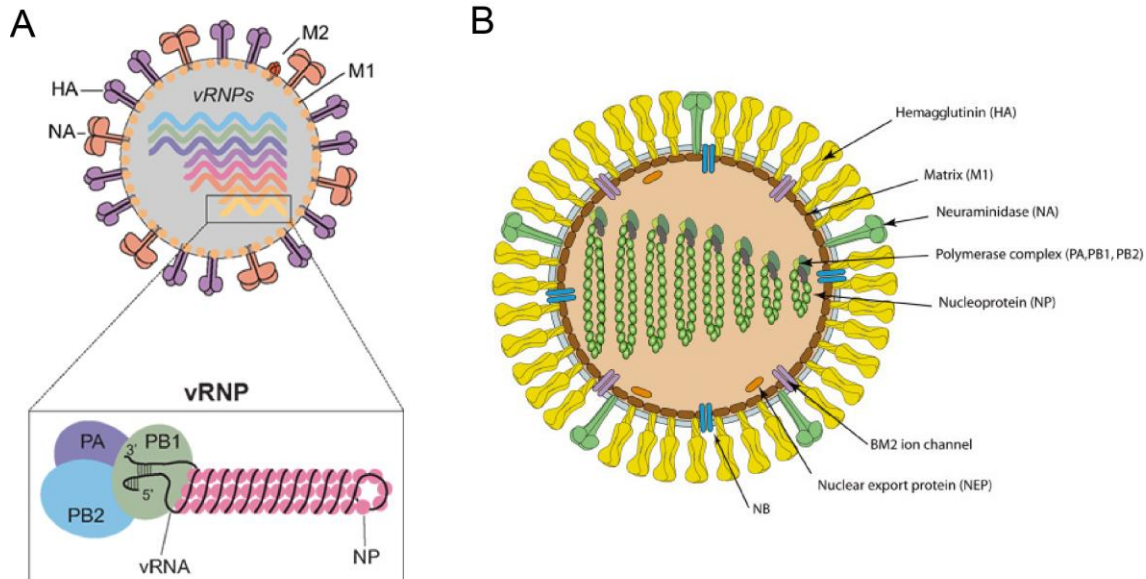 A
M2
M1
HA
vRNPs
NA
vRNP
PA
PB1
3'
5'
PB2
vRNA
NP
B
Hemagglutinin (HA)
Matrix (M1)
Neuraminidase (NA)
Polymerase complex (PA,PB1, PB2)
Nucleoprotein (NP)
BM2 ion channel
Nuclear export protein (NEP)
NB